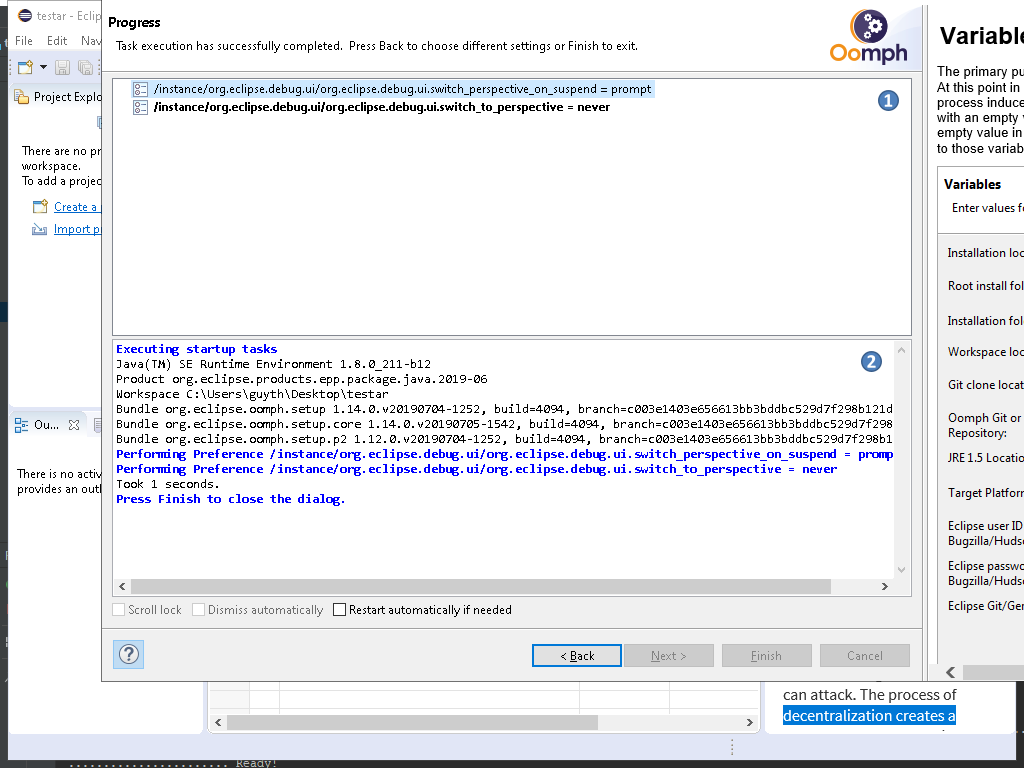 testar - Eclip
File Edit Nav
Project Explo
There are no pr
workspace.
To add a projec
Create a
Import pr
Ou...
There is no activ
provides an outl
Progress
Task execution has successfully completed. Press Back to choose different settings or Finish to exit.
Oomph
/instance/org.eclipse.debug.ui/org.eclipse.debug.ui.switch_perspective_on_suspend = prompt
/instance/org.eclipse.debug.ui/org.eclipse.debug.ui.switch_to_perspective = never
1
Executing startup tasks
Java(TM) SE Runtime Environment 1.8.0_211-b12
Product org.eclipse.products.epp.package.java.2019-06
Workspace C:\Users\guyth\Desktop\testar
Bundle org.eclipse.oomph.setup 1.14.0.v20190704-1252, build=4094, branch=c003e1403e656613bb3bddbc529d7f298b121d
Bundle org.eclipse.oomph.setup.core 1.14.0.v20190705-1542, build=4094, branch=c003e1403e656613bb3bddbc529d7f298
Bundle org.eclipse.oomph.setup.p2 1.12.0.v20190704-1252, build=4094, branch=c003e1403e656613bb3bddbc529d7f298b1
Performing Preference /instance/org.eclipse.debug.ui/org.eclipse.debug.ui.switch_perspective_on_suspend = promp
Performing Preference /instance/org.eclipse.debug.ui/org.eclipse.debug.ui.switch_to_perspective = never
Took 1 seconds.
Press Finish to close the dialog.
2
Scroll lock Dismiss automatically Restart automatically if needed
?
< Back Next > Finish Cancel
Variable
The primary pu
At this point in
process induce
with an empty v
empty value in
to those variab
Variables
Enter values fo
Installation loc
Root install fol
Installation fol
Workspace loc
Git clone locat
Oomph Git or
Repository:
JRE 1.5 Locatio
Target Platforr
Eclipse user ID
Bugzilla/Hudso
Eclipse passwo
Bugzilla/Hudso
Eclipse Git/Ger
can attack. The process of
decentralization creates a
Ready!